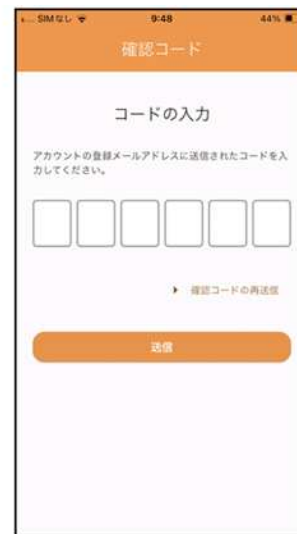 SIMなし 9:48 44%
確認コード
コードの入力
アカウントの登録メールアドレスに送信されたコードを入
力してください。
確認コードの再送信
送信